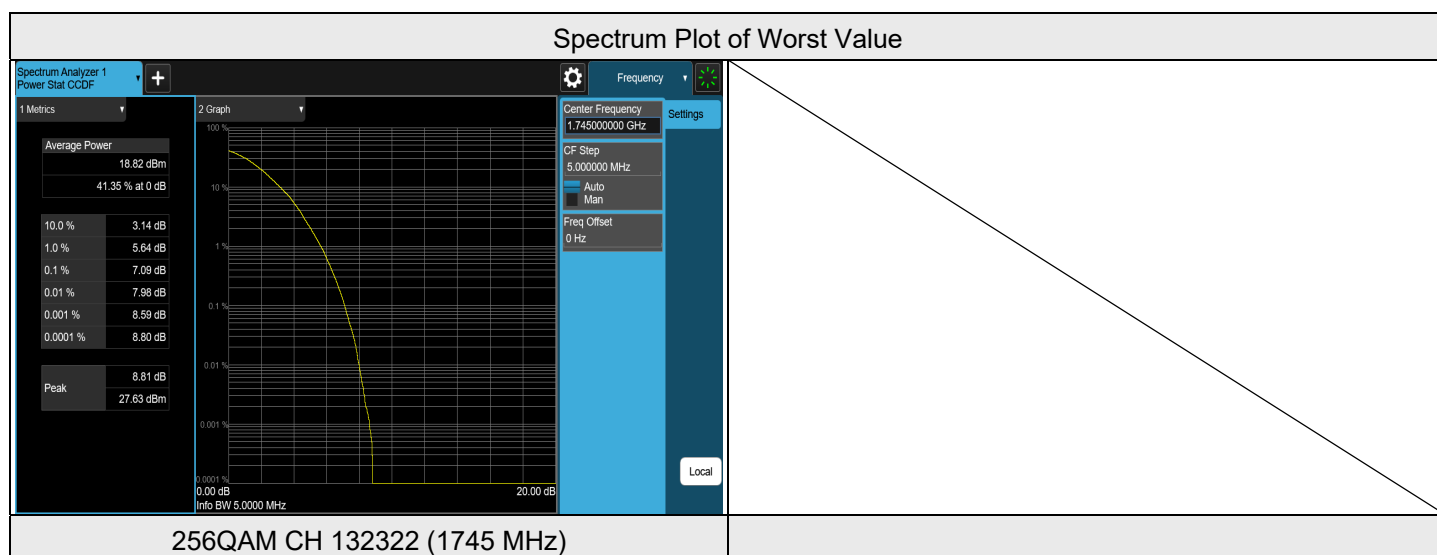 Spectrum Plot of Worst Value
Spectrum Analyzer 1
Power Stat CCDF
+
Frequency
1 Metrics
Average Power
18.82 dBm
41.35 % at 0 dB
10.0 % 3.14 dB
1.0 % 5.64 dB
0.1 % 7.09 dB
0.01 % 7.98 dB
0.001 % 8.59 dB
0.0001 % 8.80 dB
Peak 8.81 dB
27.63 dBm
2 Graph
100 %
10 %
1 %
0.1 %
0.01 %
0.001 %
0.0001 %
0.00 dB 20.00 dB
Info BW 5.0000 MHz
Center Frequency
1.745000000 GHz
CF Step
5.000000 MHz
Auto
Man
Freq Offset
0 Hz
Settings
Local
256QAM CH 132322 (1745 MHz)